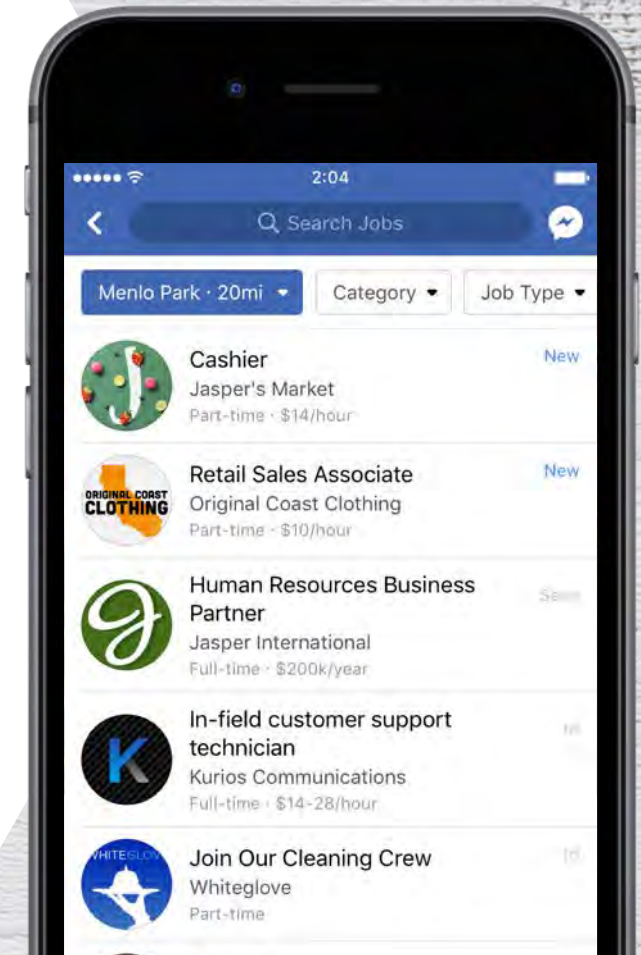 2:04
Search Jobs
Menlo Park · 20mi Category Job Type
Cashier New
Jasper's Market
Part-time · $14/hour
ORIGINAL COAST
CLOTHING
Retail Sales Associate New
Original Coast Clothing
Part-time · $10/hour
Human Resources Business
Partner
Jasper International
Full-time · $200k/year
K
In-field customer support
technician
Kurios Communications
Full-time · $14-28/hour
WHITEGLOV
Join Our Cleaning Crew
Whiteglove
Part-time